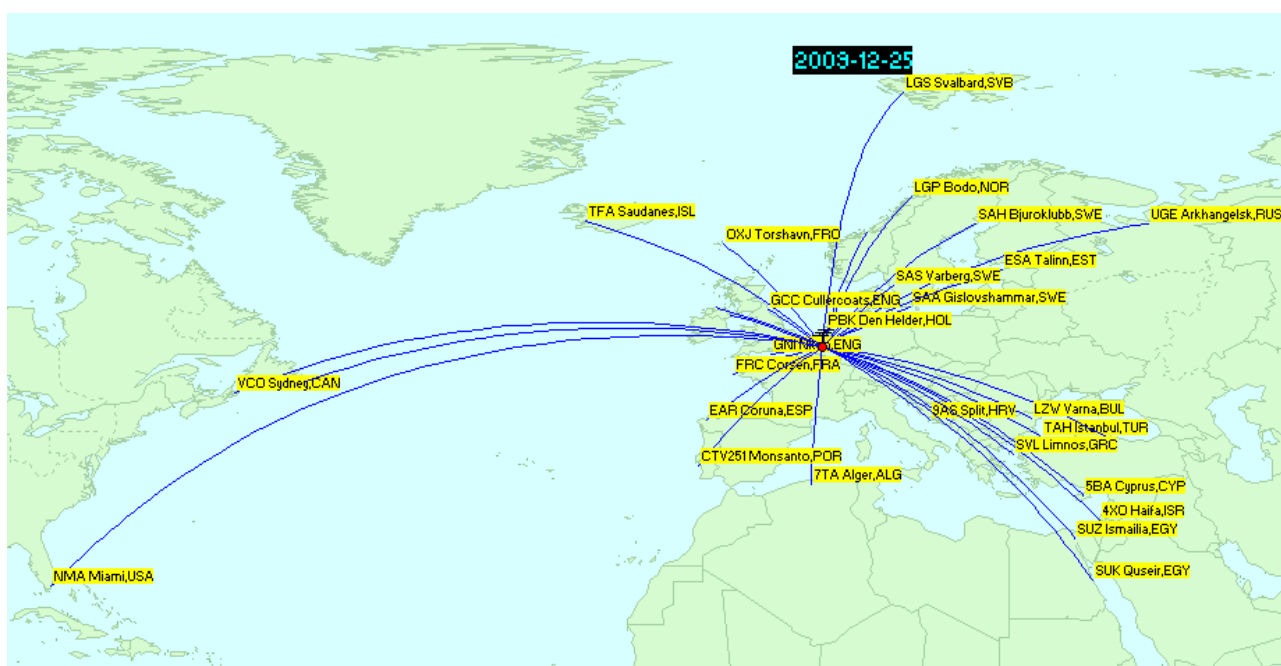 2009-12-25
LGS Svalbard,SVB
LGP Bodo,NOR
TFA Saudanes,ISL
SAH Bjuroklubb,SWE
UGE Arkhangelsk,RUS
OXJ Torshavn,FRO
ESA Talinn,EST
SAS Varberg,SWE
GCC Cullercoats,ENG
SAA Gislovshammar,SWE
PBK Den Helder,HOL
GNI Niton,ENG
FRC Corsen,FRA
VCO Sydney,CAN
EAR Coruna,ESP
9AS Split,HRV
LZW Varna,BUL
TAH Istanbul,TUR
SVL Limnos,GRC
CTV251 Monsanto,POR
7TA Alger,ALG
5BA Cyprus,CYP
4XO Haifa,ISR
SUZ Ismailia,EGY
SUK Quseir,EGY
NMA Miami,USA